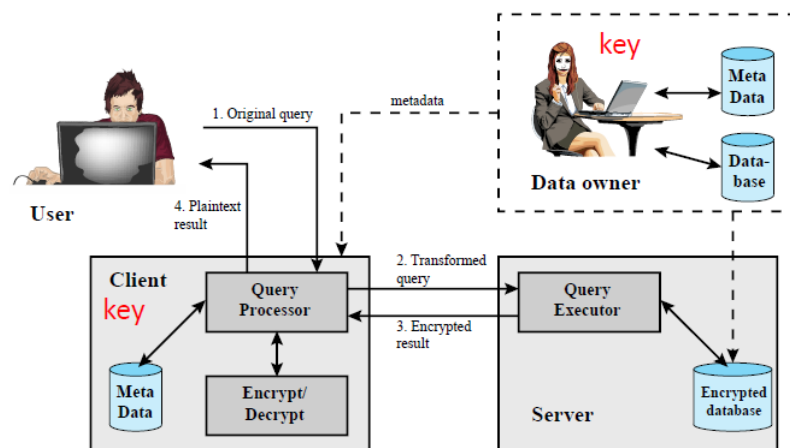 key
Meta
Data
metadata
1. Original query
Data-
base
Data owner
User
4. Plaintext
result
Client
key
2. Transformed
query
Query
Processor
Query
Executor
3. Encrypted
result
Meta
Data
Encrypt/
Decrypt
Server
Encrypted
database